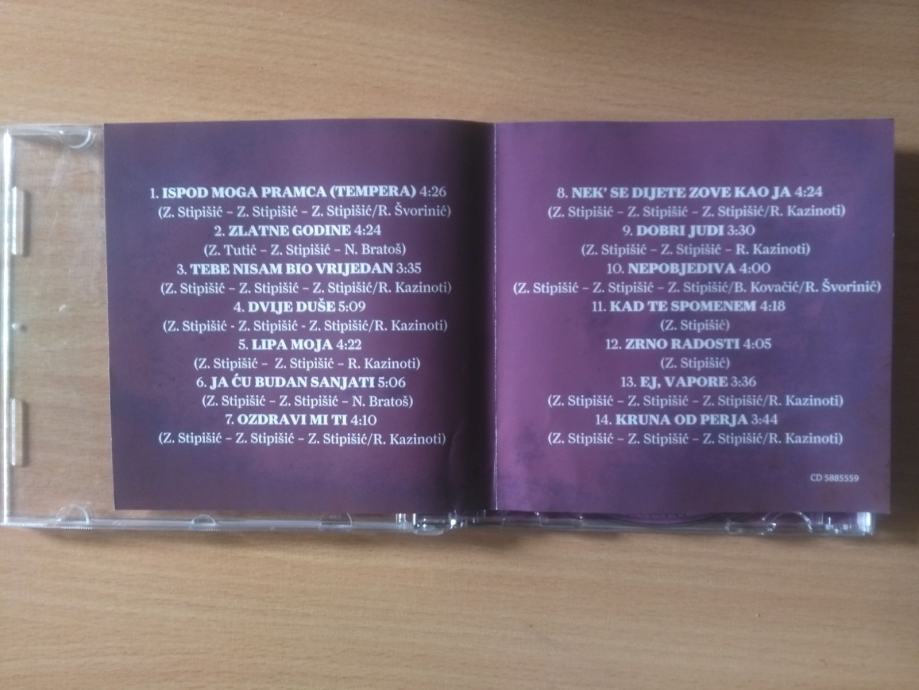 1. ISPOD MOGA PRAMCA (TEMPERA) 4:26
(Z. Stipišić – Z. Stipišić – Z. Stipišić/R. Švorinić)
2. ZLATNE GODINE 4:24
(Z. Tutić – Z. Stipišić – N. Bratoš)
3. TEBE NISAM BIO VRIJEDAN 3:35
(Z. Stipišić – Z. Stipišić – Z. Stipišić/R. Kazinoti)
4. DVIJE DUŠE 5:09
(Z. Stipišić - Z. Stipišić - Z. Stipišić/R. Kazinoti)
5. LIPA MOJA 4:22
(Z. Stipišić – Z. Stipišić – R. Kazinoti)
6. JA ĆU BUDAN SANJATI 5:06
(Z. Stipišić – Z. Stipišić – N. Bratoš)
7. OZDRAVI MI TI 4:10
(Z. Stipišić – Z. Stipišić – Z. Stipišić/R. Kazinoti)
8. NEK' SE DIJETE ZOVE KAO JA 4:24
(Z. Stipišić – Z. Stipišić – Z. Stipišić/R. Kazinoti)
9. DOBRI JUDI 3:30
(Z. Stipišić – Z. Stipišić – R. Kazinoti)
10. NEPOBJEDIVA 4:00
(Z. Stipišić – Z. Stipišić – Z. Stipišić/B. Kovačić/R. Švorinić)
11. KAD TE SPOMENEM 4:18
(Z. Stipišić)
12. ZRNO RADOSTI 4:05
(Z. Stipišić)
13. EJ, VAPORE 3:36
(Z. Stipišić – Z. Stipišić – Z. Stipišić/R. Kazinoti)
14. KRUNA OD PERJA 3:44
(Z. Stipišić – Z. Stipišić – Z. Stipišić/R. Kazinoti)
CD 5885559